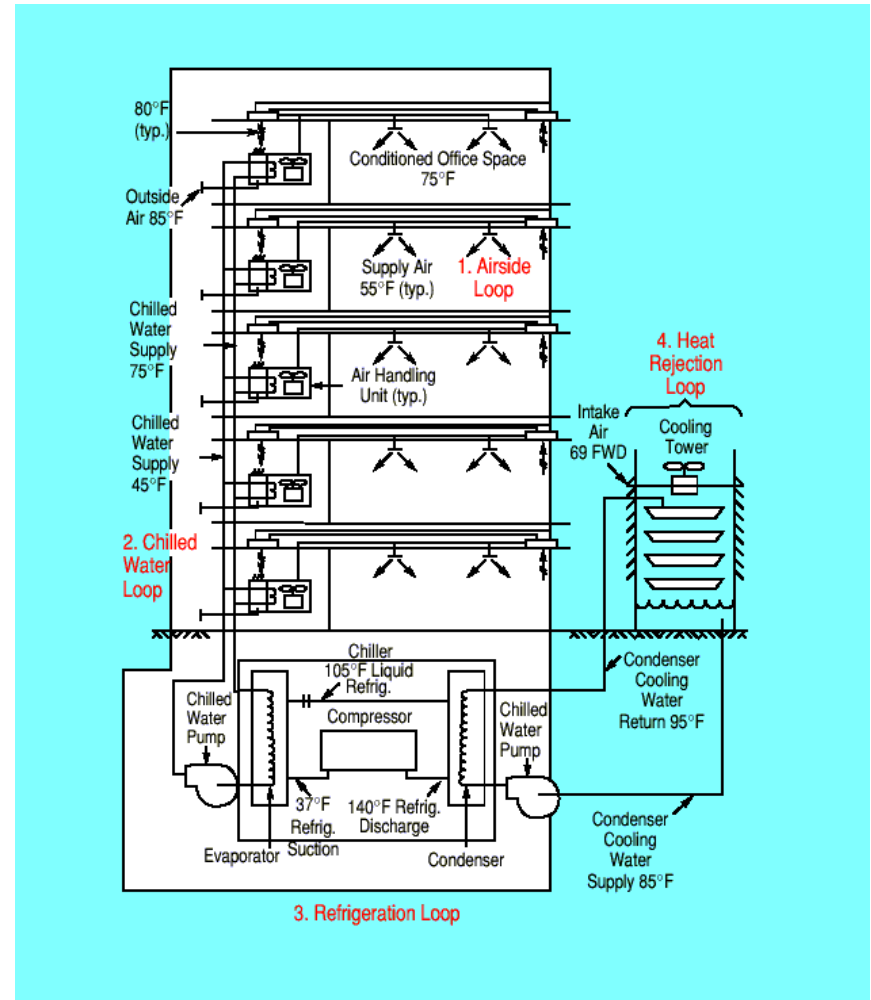 80°F
(typ.)
Conditioned Office Space
75°F
Outside
Air 85°F
Supply Air
55°F (typ.)
1. Airside
Loop
Chilled
Water
Supply
75°F
Air Handling
Unit (typ.)
4. Heat
Rejection
Loop
Intake
Air
69 FWD
Cooling
Tower
Chilled
Water
Supply
45°F
2. Chilled
Water
Loop
Chiller
105°F Liquid
Refrig.
Compressor
Chilled
Water
Pump
Chilled
Water
Pump
Condenser
Cooling
Water
Return 95°F
37°F
Refrig.
Suction
140°F Refrig.
Discharge
Evaporator
Condenser
Condenser
Cooling
Water
Supply 85°F
3. Refrigeration Loop